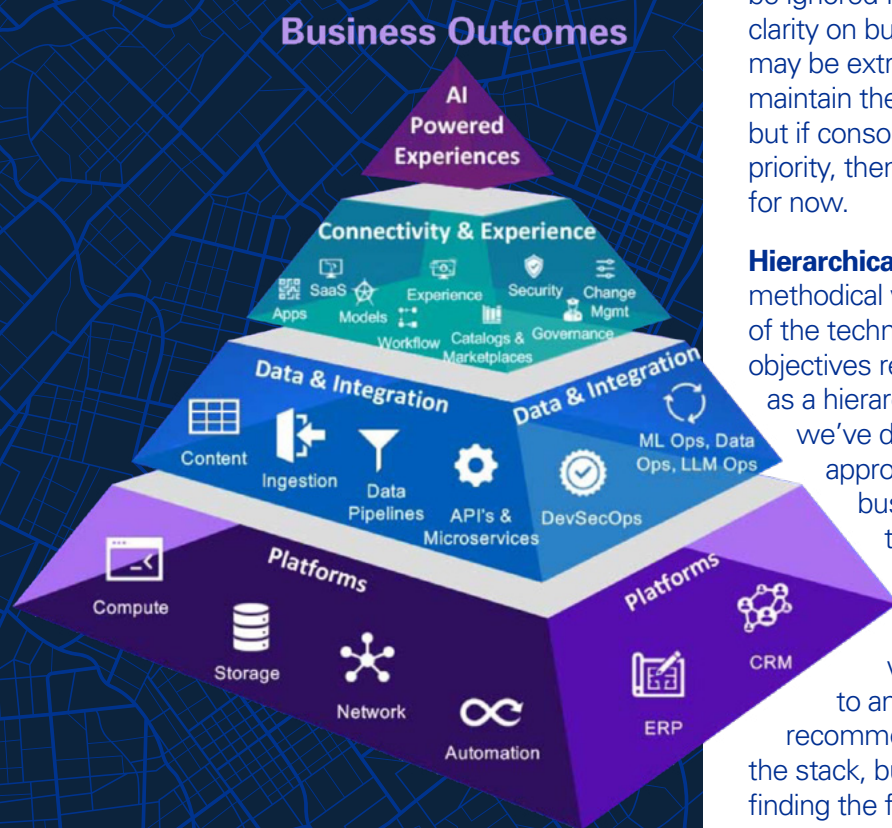 Business Outcomes
AI
Powered
Experiences
Connectivity & Experience
Apps
SaaS
Models
Workflow
Experience
Catalogs &
Marketplaces
Security
Governance
Change
Mgmt
Data & Integration
Content
Ingestion
Data
Pipelines
API's &
Microservices
Data & Integration
DevSecOps
ML Ops, Data
Ops, LLM Ops
Platforms
Compute
Storage
Network
Automation
Platforms
ERP
CRM
clarity on bu
may be extr
maintain the
but if conso
priority, ther
for now.
Hierarchica
methodical
of the techn
objectives re
as a hierarc
we've d
appro
bus
t
to an
recomme
the stack, bu
finding the f